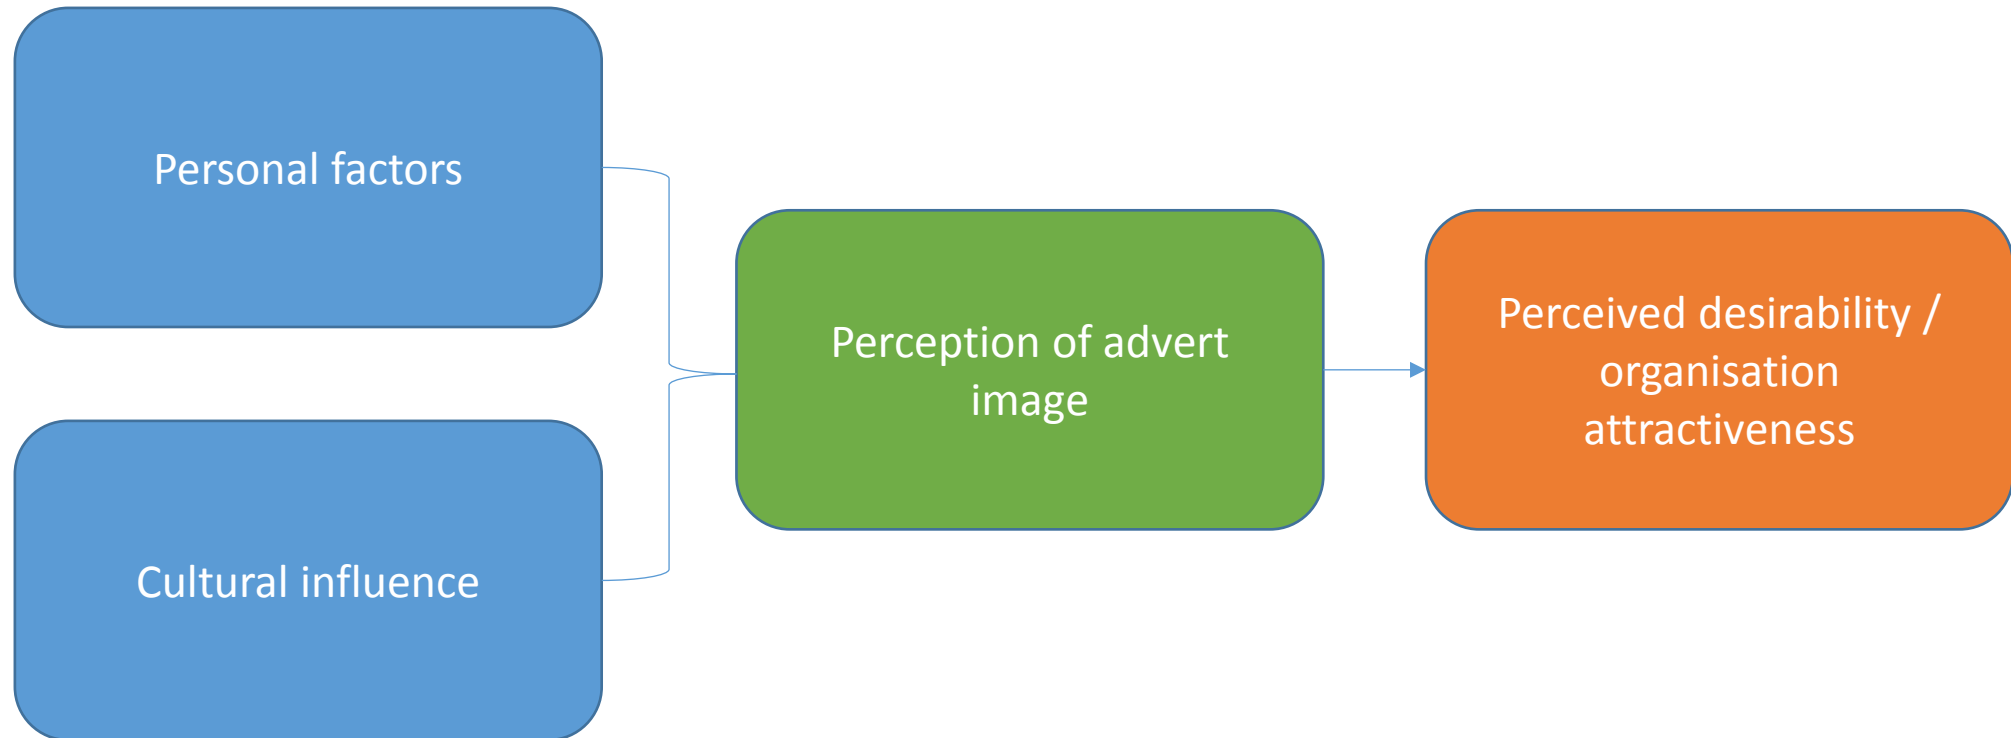 Personal factors
Cultural influence
Perception of advert
image
Perceived desirability /
organisation
attractiveness